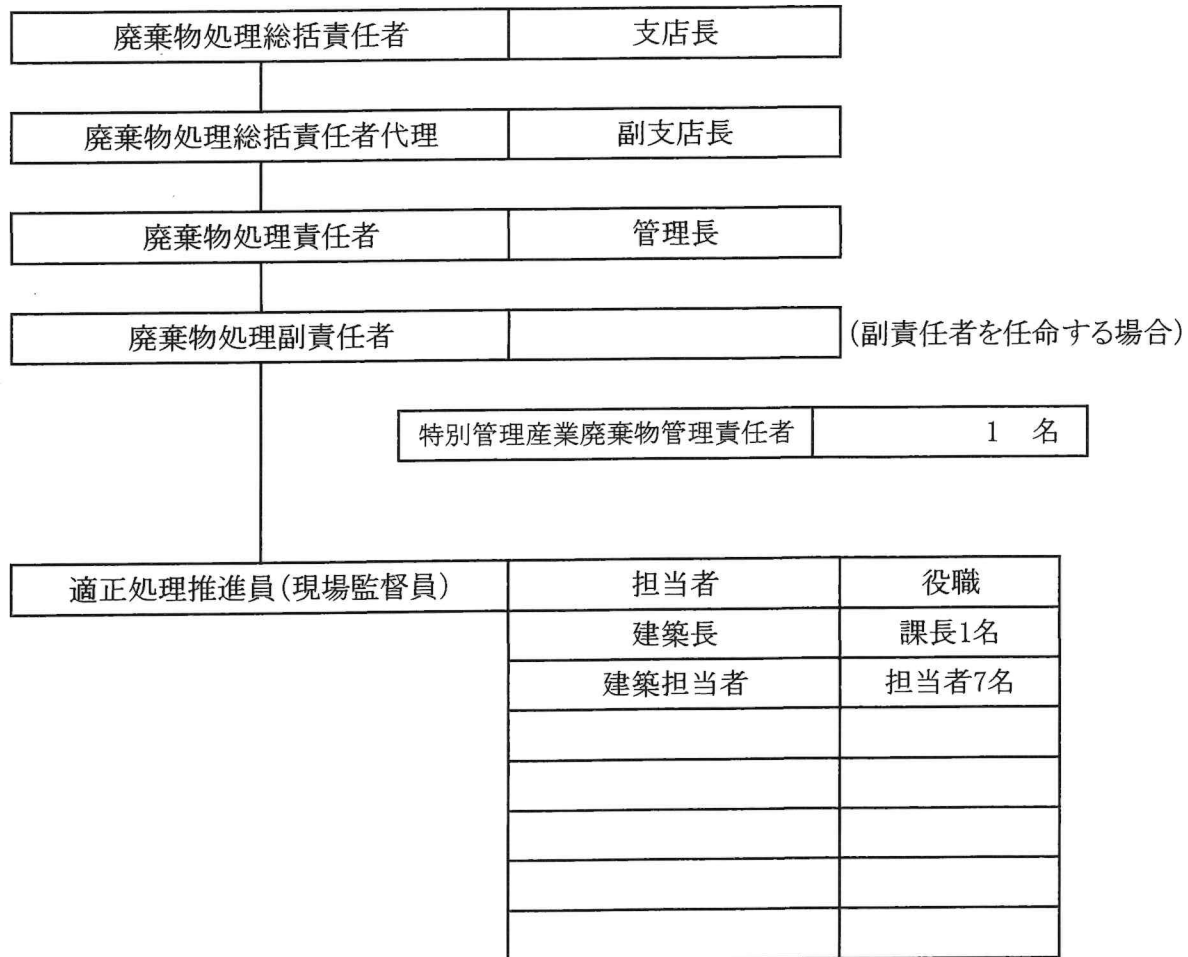 廃棄物処理総括責任者 支店長
廃棄物処理総括責任者代理 副支店長
廃棄物処理責任者 管理長
廃棄物処理副責任者 (副責任者を任命する場合)
特別管理産業廃棄物管理責任者 1 名
適正処理推進員(現場監督員) 担当者 役職
建築長 課長1名
建築担当者 担当者7名